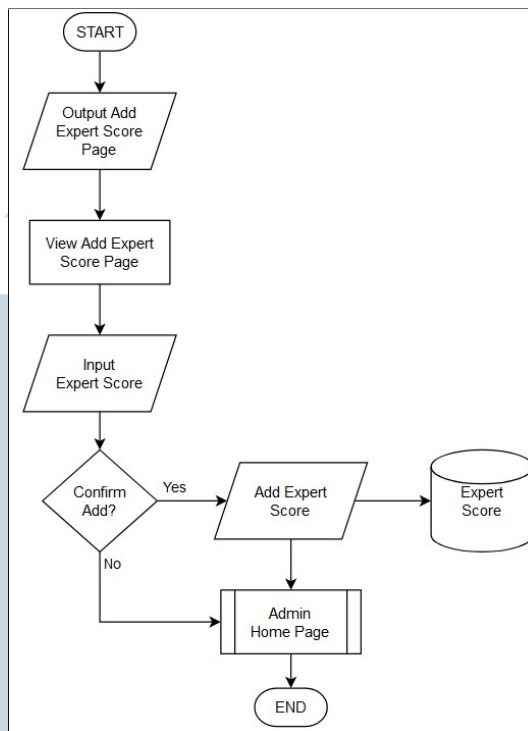 START
Output Add
Expert Score
Page
View Add Expert
Score Page
Input
Expert Score
Confirm
Add?
Yes
Add Expert
Score
Expert
Score
No
Admin
Home Page
END